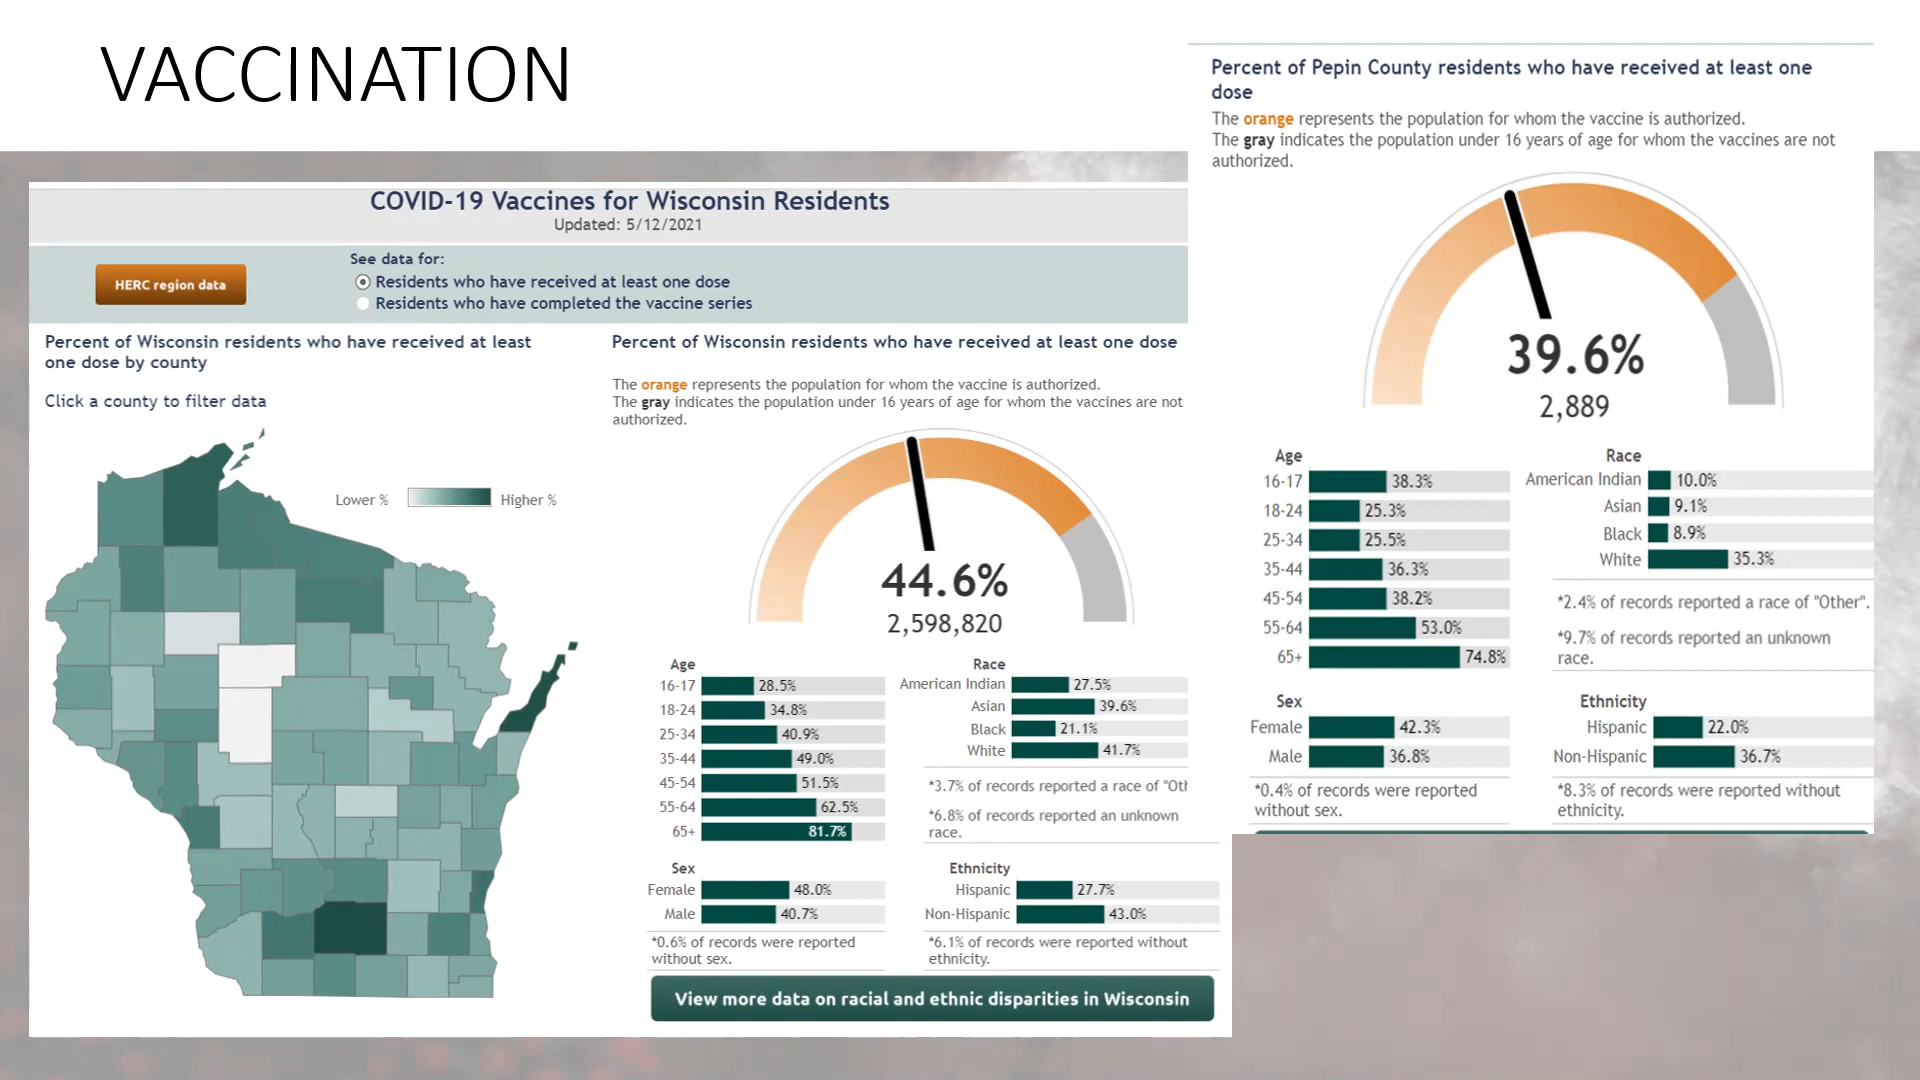 VACCINATION
COVID-19 Vaccines for Wisconsin Residents
Updated: 5/12/2021
HERC region data
See data for:
Residents who have received at least one dose
Residents who have completed the vaccine series
Percent of Wisconsin residents who have received at least
one dose by county
Click a county to filter data
Lower %
Higher %
Percent of Wisconsin residents who have received at least one dose
The orange represents the population for whom the vaccine is authorized.
The gray indicates the population under 16 years of age for whom the vaccines are not
authorized.
44.6%
2,598,820
Age
16-17 28.5%
18-24 34.8%
25-34 40.9%
35-44 49.0%
45-54 51.5%
55-64 62.5%
65+ 81.7%
Race
American Indian 27.5%
Asian 39.6%
Black 21.1%
White 41.7%
*3.7% of records reported a race of "Oth
*6.8% of records reported an unknown
race.
Sex
Female 48.0%
Male 40.7%
*0.6% of records were reported
without sex.
Ethnicity
Hispanic 27.7%
Non-Hispanic 43.0%
*6.1% of records were reported without
ethnicity.
View more data on racial and ethnic disparities in Wisconsin
Percent of Pepin County residents who have received at least one
dose
The orange represents the population for whom the vaccine is authorized.
The gray indicates the population under 16 years of age for whom the vaccines are not
authorized.
39.6%
2,889
Age
16-17 38.3%
18-24 25.3%
25-34 25.5%
35-44 36.3%
45-54 38.2%
55-64 53.0%
65+ 74.8%
Race
American Indian 10.0%
Asian 9.1%
Black 8.9%
White 35.3%
*2.4% of records reported a race of "Other".
*9.7% of records reported an unknown
race.
Sex
Female 42.3%
Male 36.8%
*0.4% of records were reported
without sex.
Ethnicity
Hispanic 22.0%
Non-Hispanic 36.7%
*8.3% of records were reported without
ethnicity.